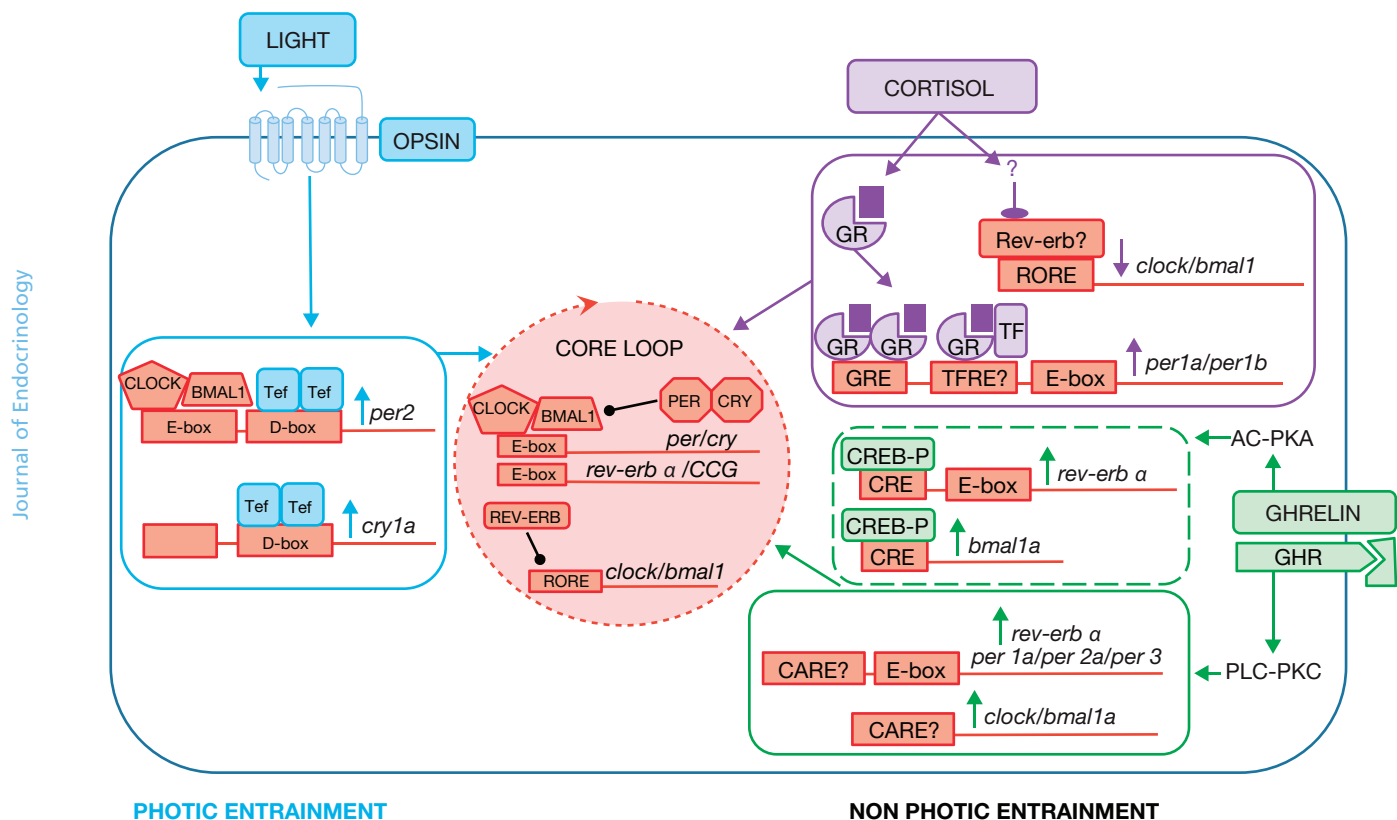 Journal of Endocrinology
LIGHT
OPSIN
CLOCK
BMAL1
Tef
Tef
E-box
D-box
per2
Tef
Tef
D-box
cry1a
PHOTIC ENTRAINMENT
CORE LOOP
CLOCK
BMAL1
PER
CRY
E-box
per/cry
E-box
rev-erb α /CCG
REV-ERB
RORE
clock/bmal1
CORTISOL
?
GR
Rev-erb?
RORE
clock/bmal1
GR
GR
GR
TF
GRE
TFRE?
E-box
per1a/per1b
CREB-P
CRE
E-box
rev-erb α
CREB-P
CRE
bmal1a
AC-PKA
GHRELIN
GHR
PLC-PKC
rev-erb α
per 1a/per 2a/per 3
CARE?
E-box
clock/bmal1a
CARE?
NON PHOTIC ENTRAINMENT